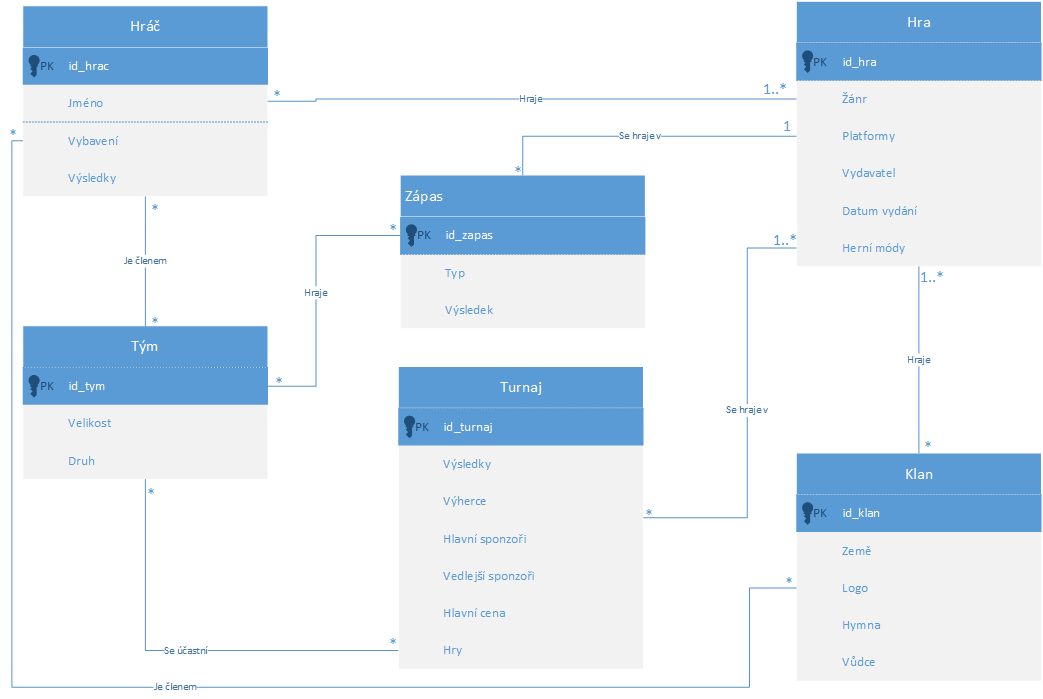 Hráč
PK id_hrac
Jméno
Vybavení
Výsledky
Hra
PK id_hra
Žánr
Platformy
Vydavatel
Datum vydání
Herní módy
* Hraje 1..*
* Se hraje v 1
Zápas
PK id_zapas
Typ
Výsledek
* Je členem *
* Hraje *
Tým
PK id_tym
Velikost
Druh
Turnaj
PK id_turnaj
Výsledky
Výherce
Hlavní sponzoři
Vedlejší sponzoři
Hlavní cena
Hry
1..* Se hraje v *
1..* Hraje *
Klan
PK id_klan
Země
Logo
Hymna
Vůdce
* Se účastní *
* Je členem *